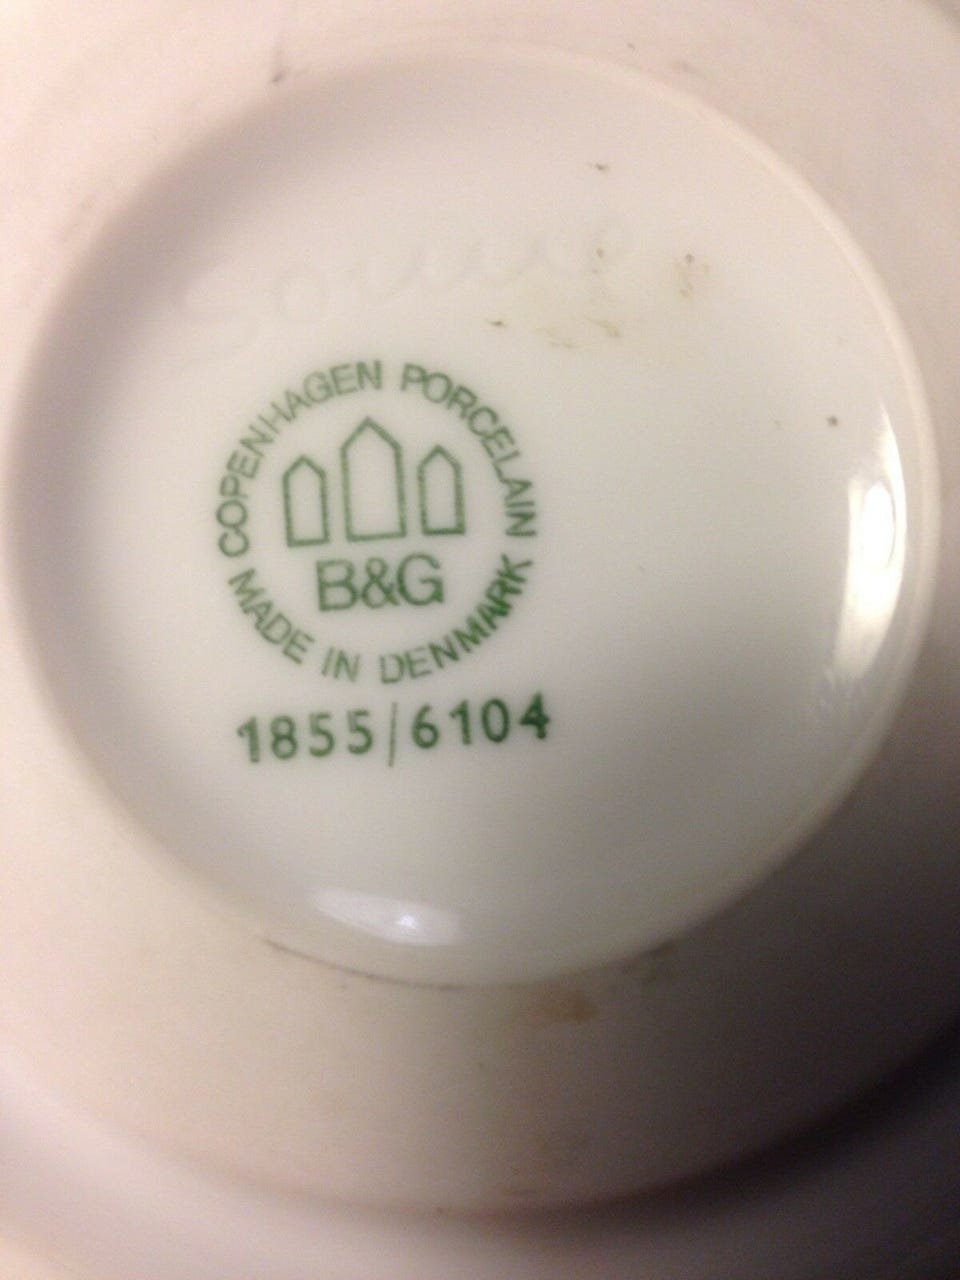 COPENHAGEN PORCELAIN
B&G
MADE IN DENMARK
1855/6104